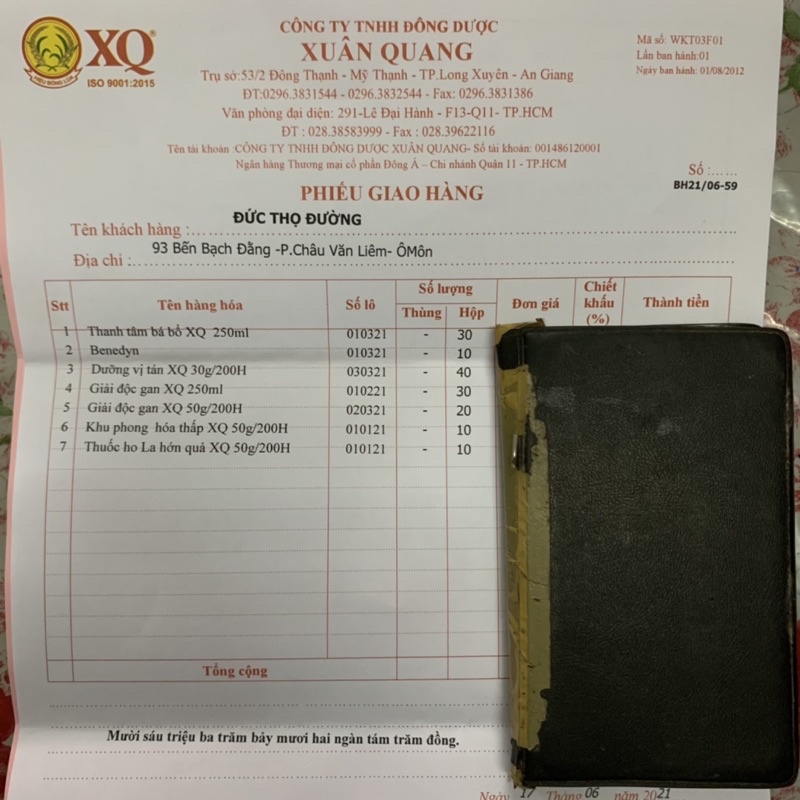 XQ®
HIỆU BÔNG LÚA
ISO 9001:2015
CÔNG TY TNHH ĐÔNG DƯỢC
XUÂN QUANG
Trụ sở:53/2 Đông Thạnh - Mỹ Thạnh - TP.Long Xuyên - An Giang
ĐT:0296.3831544 - 0296.3832544 - Fax: 0296.3831386
Văn phòng đại diện: 291-Lê Đại Hành - F13-Q11- TP.HCM
ĐT : 028.38583999 - Fax : 028.39622116
Tên tài khoản :CÔNG TY TNHH ĐÔNG DƯỢC XUÂN QUANG- Số tài khoản: 001486120001
Ngân hàng Thương mại cổ phần Đông Á – Chi nhánh Quận 11 - TP.HCM
Mã số: WKT03F01
Lần ban hành:01
Ngày ban hành: 01/08/2012
Số :......
BH21/06-59
PHIẾU GIAO HÀNG
Tên khách hàng : ĐỨC THỌ ĐƯỜNG
Địa chỉ : 93 Bến Bạch Đằng -P.Châu Văn Liêm- ÔMôn
Stt Tên hàng hóa Số lô Số lượng Thùng Hộp Đơn giá Chiết khấu (%) Thành tiền
1 Thanh tâm bá bổ XQ 250ml 010321 - 30
2 Benedyn 010321 - 10
3 Dưỡng vị tán XQ 30g/200H 030321 - 40
4 Giải độc gan XQ 250ml 010221 - 30
5 Giải độc gan XQ 50g/200H 020321 - 20
6 Khu phong hóa thấp XQ 50g/200H 010121 - 10
7 Thuốc ho La hớn quả XQ 50g/200H 010121 - 10
Tổng cộng
Mười sáu triệu ba trăm bảy mươi hai ngàn tám trăm đồng.
Ngày 17 Tháng 06 năm 2021